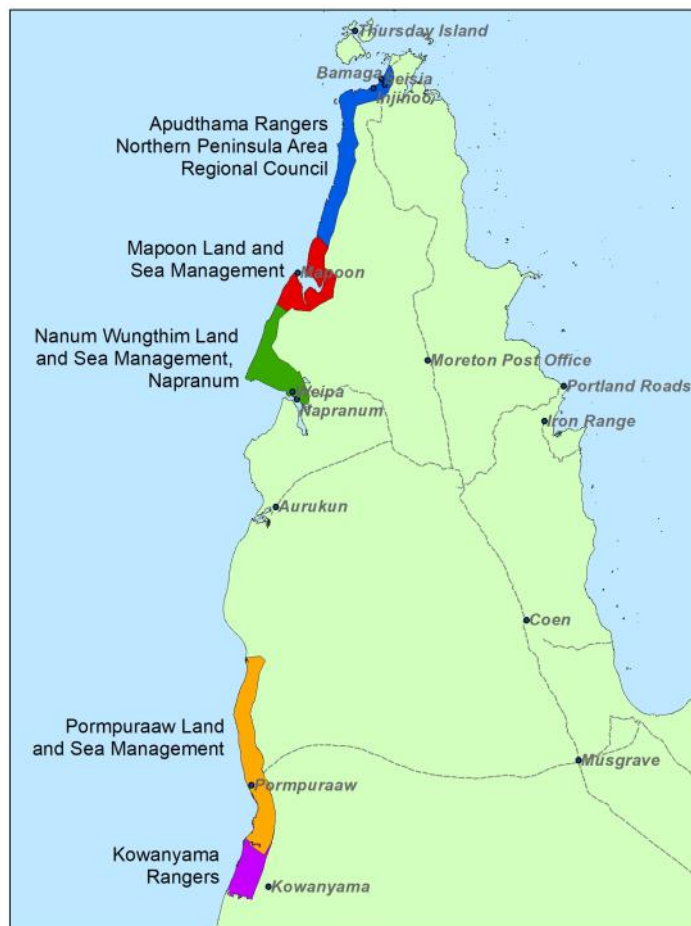 Thursday Island
Bamaga
Seisia
Injinoo
Apudthama Rangers
Northern Peninsula Area
Regional Council
Mapoon Land and
Sea Management
Mapoon
Nanum Wungthim Land
and Sea Management,
Napranum
Moreton Post Office
Portland Roads
Weipa
Napranum
Iron Range
Aurukun
Coen
Pormpuraaw Land
and Sea Management
Musgrave
Pormpuraaw
Kowanyama
Rangers
Kowanyama